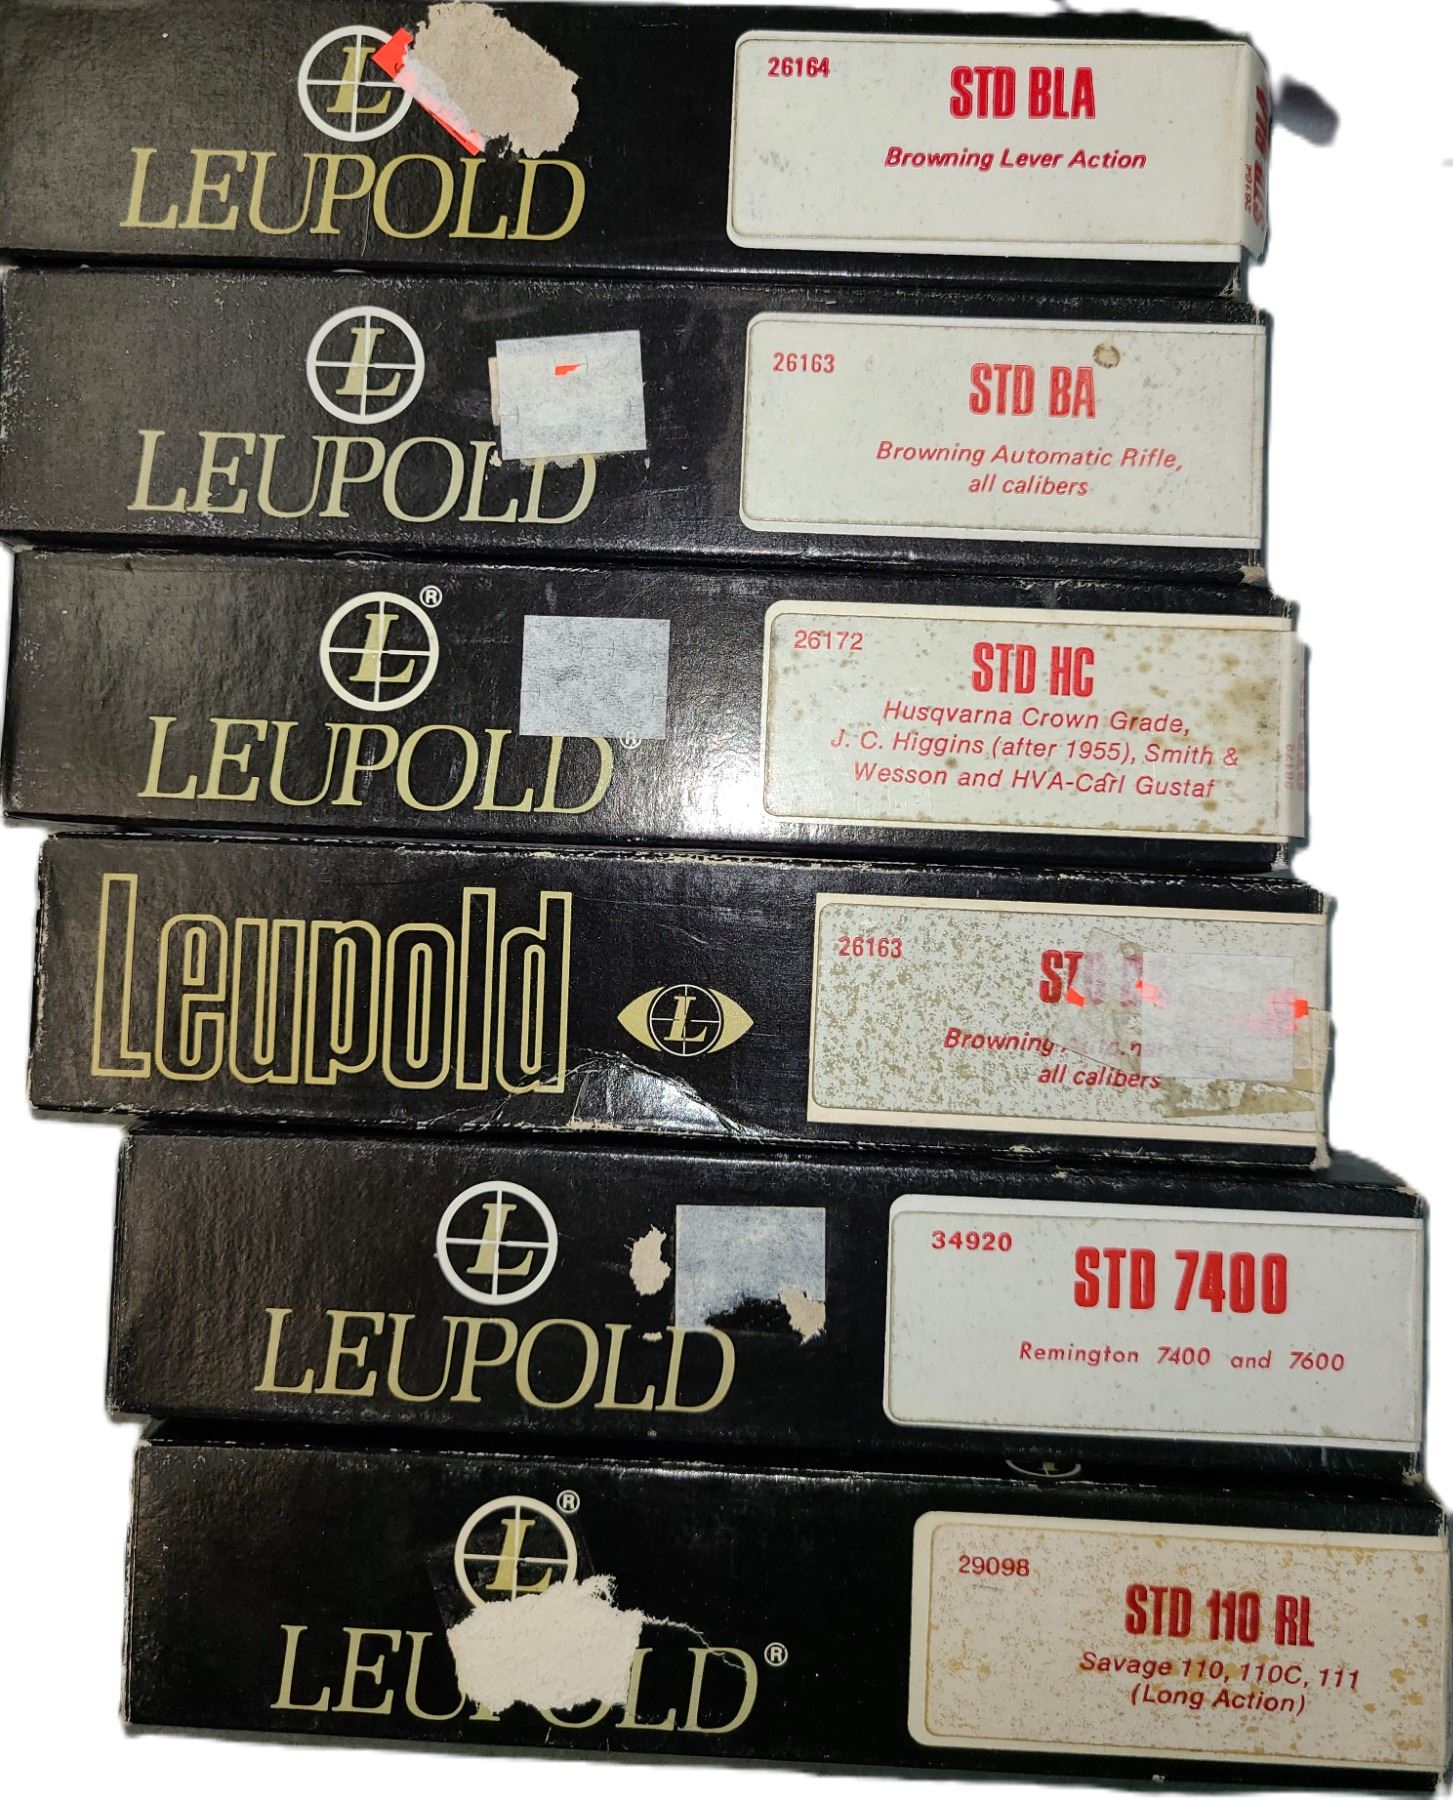 L
LEUPOLD
26164
STD BLA
Browning Lever Action
26164
L
LEUPOLD
26163
STD BA
Browning Automatic Rifle,
all calibers
L ®
LEUPOLD ®
26172
STD HC
Husqvarna Crown Grade,
J. C. Higgins (after 1955), Smith &
Wesson and HVA-Carl Gustaf
Leupold
L
26163
Browning
all calibers
L
LEUPOLD
34920
STD 7400
Remington 7400 and 7600
L ®
®
29098
STD 110 RL
Savage 110, 110C, 111
(Long Action)